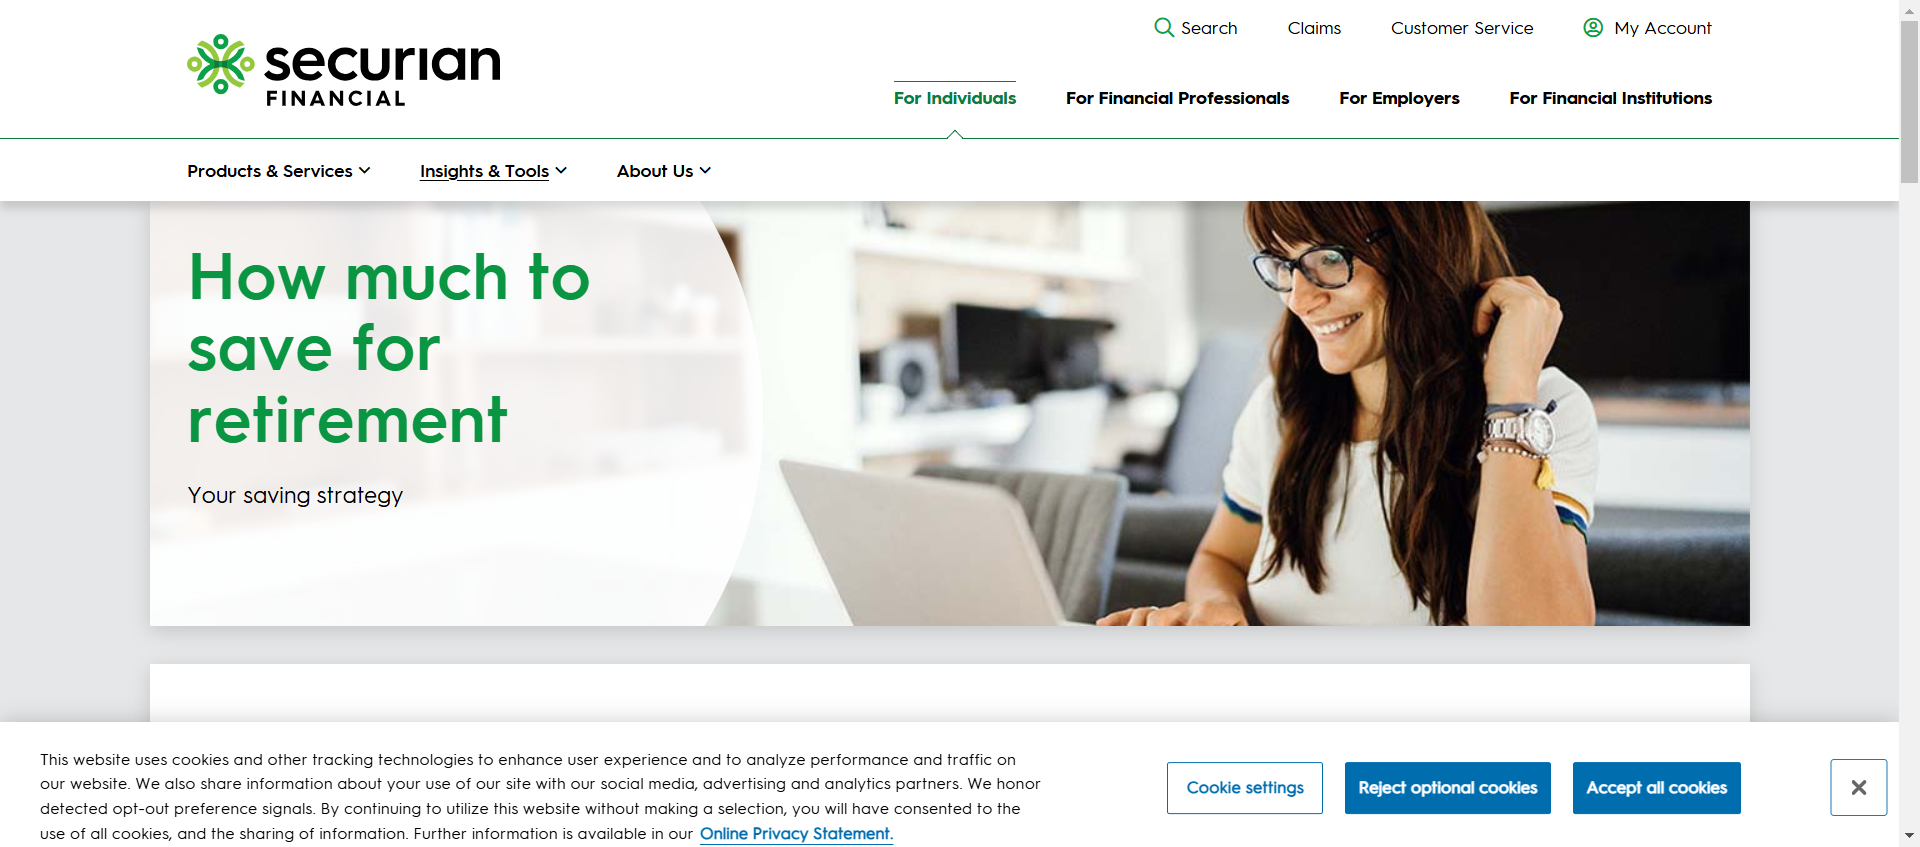 Search
Claims
Customer Service
My Account
securian
FINANCIAL
For Individuals
For Financial Professionals
For Employers
For Financial Institutions
Products & Services
Insights & Tools
About Us
How much to
save for
retirement
Your saving strategy
This website uses cookies and other tracking technologies to enhance user experience and to analyze performance and traffic on
our website. We also share information about your use of our site with our social media, advertising and analytics partners. We honor
detected opt-out preference signals. By continuing to utilize this website without making a selection, you will have consented to the
use of all cookies, and the sharing of information. Further information is available in our Online Privacy Statement.
Cookie settings
Reject optional cookies
Accept all cookies